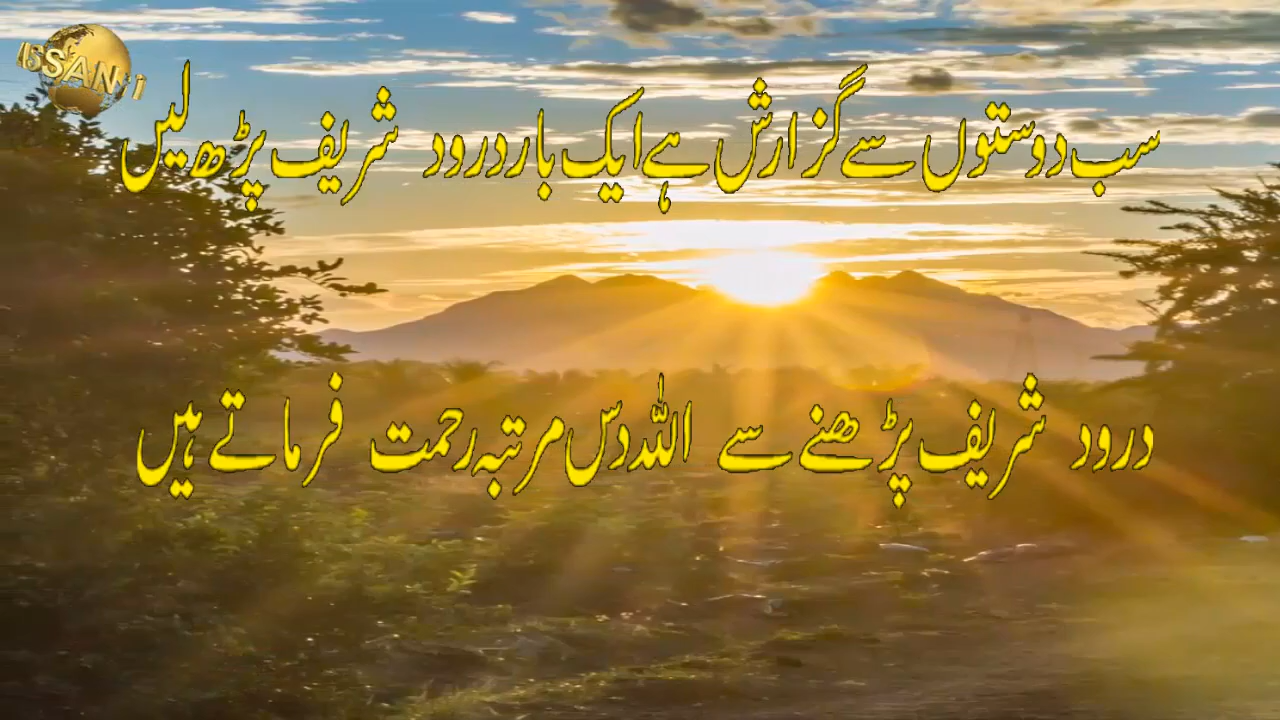 سب دوستوں سے گزارش ہے ایک بار درود شریف پڑھ لیں
درود شریف پڑھنے سے اللہ دس مرتبہ رحمت فرماتے ہیں